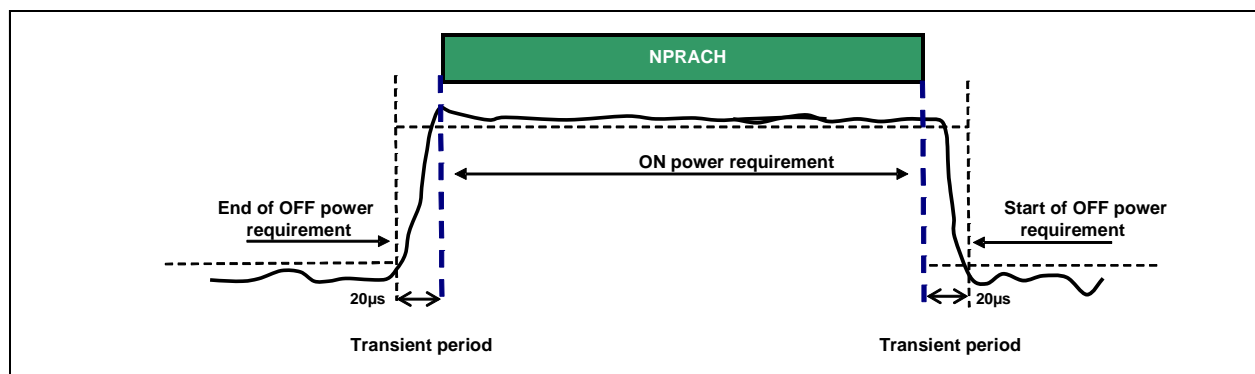 NPRACH
ON power requirement
End of OFF power
requirement
Start of OFF power
requirement
20µs
20µs
Transient period
Transient period